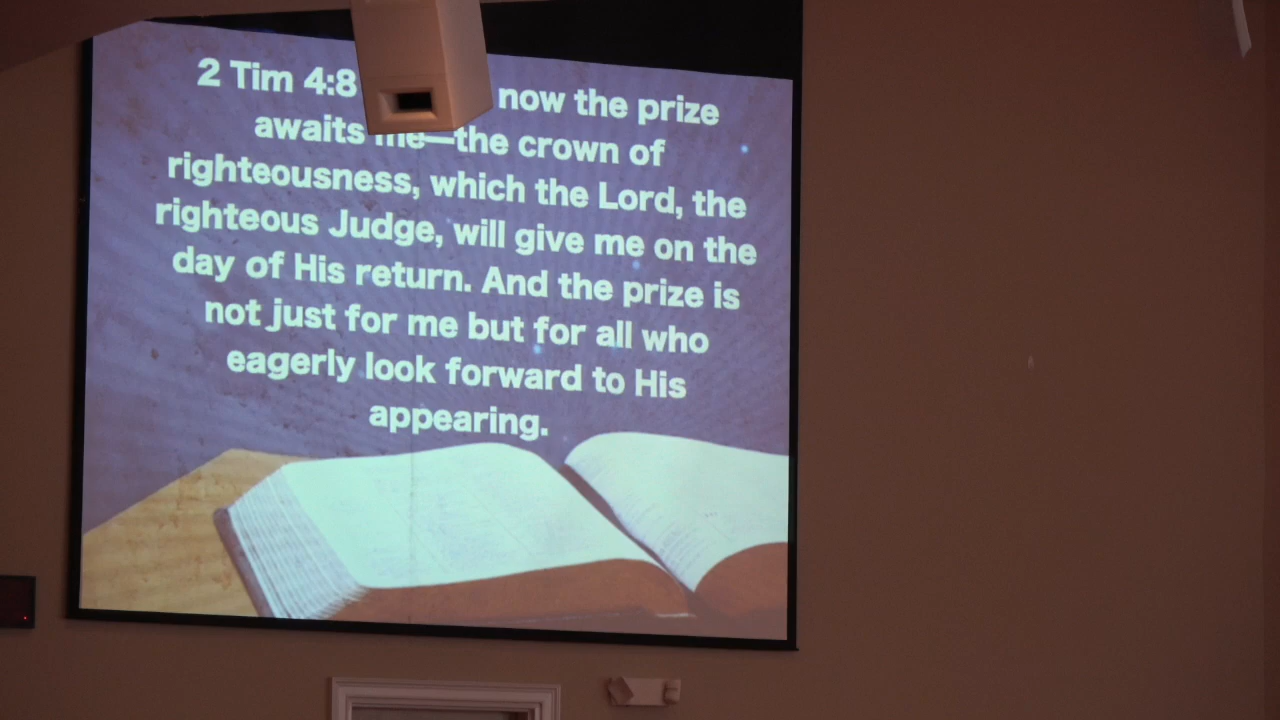 2 Tim 4:8 now the prize
awaits me—the crown of
righteousness, which the Lord, the
righteous Judge, will give me on the
day of His return. And the prize is
not just for me but for all who
eagerly look forward to His
appearing.